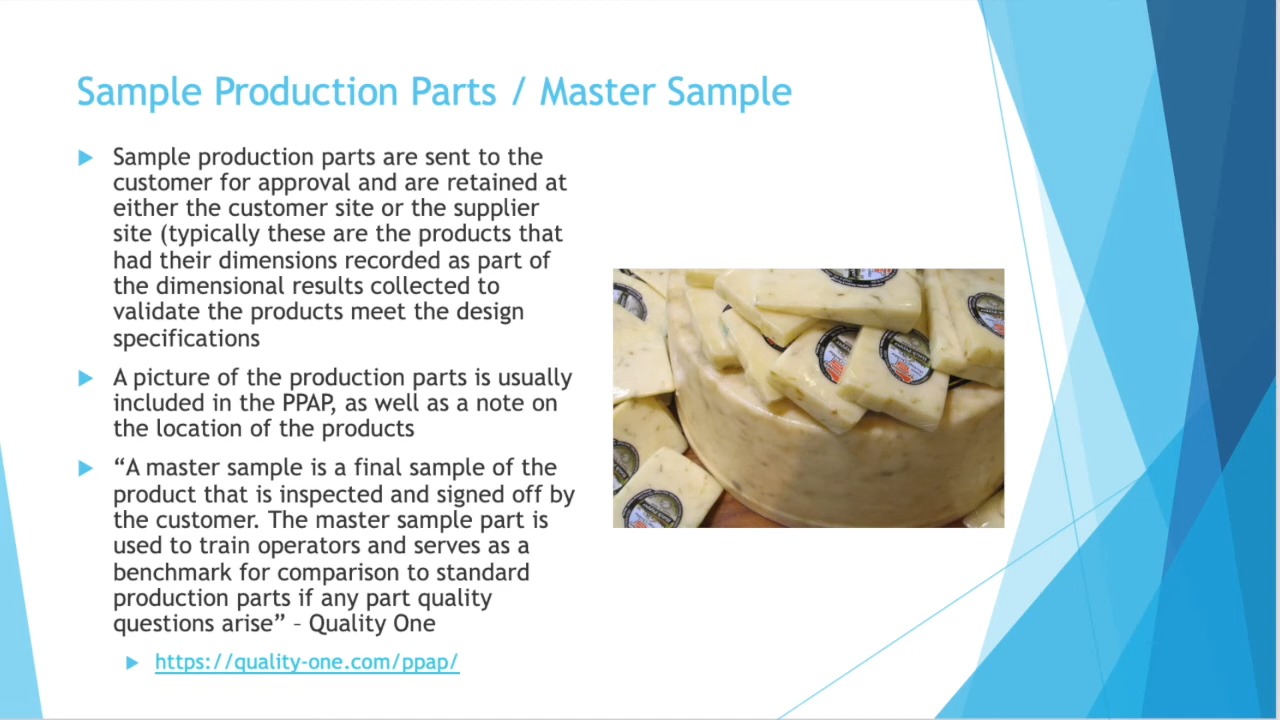 Sample Production Parts / Master Sample
Sample production parts are sent to the
customer for approval and are retained at
either the customer site or the supplier
site (typically these are the products that
had their dimensions recorded as part of
the dimensional results collected to
validate the products meet the design
specifications
A picture of the production parts is usually
included in the PPAP, as well as a note on
the location of the products
“A master sample is a final sample of the
product that is inspected and signed off by
the customer. The master sample part is
used to train operators and serves as a
benchmark for comparison to standard
production parts if any part quality
questions arise” – Quality One
https://quality-one.com/ppap/